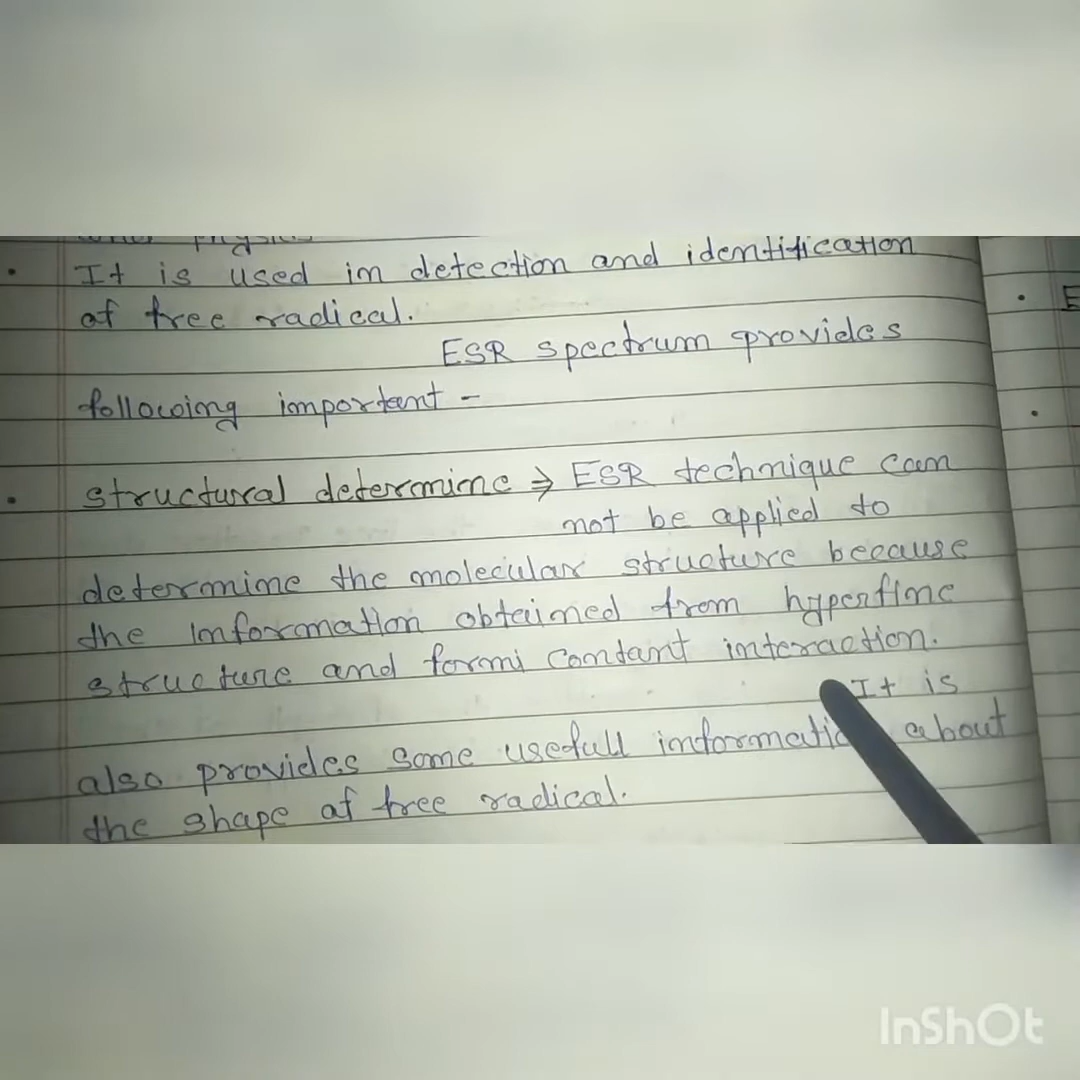 It is used in detection and identification
of free radical.
ESR spectrum provides
following important -
structural determine ⇒ ESR technique can
not be applied to
determine the molecular structure because
the information obtained from hyperfine
structure and formi contant interaction.
It is
also provides some usefull informatio about
the shape of free radical.
E
InShOt